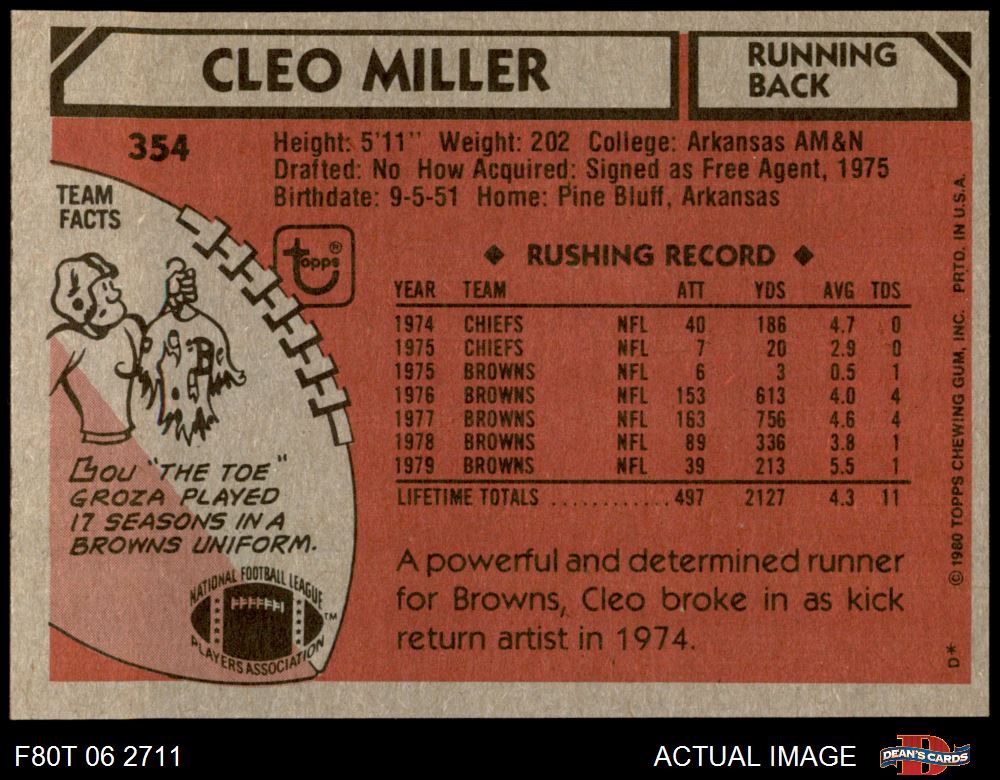 CLEO MILLER
RUNNING
BACK
354
Height: 5'11" Weight: 202 College: Arkansas AM&N
Drafted: No How Acquired: Signed as Free Agent, 1975
Birthdate: 9-5-51 Home: Pine Bluff, Arkansas
TEAM
FACTS
topps®
◆ RUSHING RECORD ◆
YEAR TEAM ATT YDS AVG TDS
1974 CHIEFS NFL 40 186 4.7 0
1975 CHIEFS NFL 7 20 2.9 0
1975 BROWNS NFL 6 3 0.5 1
1976 BROWNS NFL 153 613 4.0 4
1977 BROWNS NFL 163 756 4.6 4
1978 BROWNS NFL 89 336 3.8 1
1979 BROWNS NFL 39 213 5.5 1
LIFETIME TOTALS ............ 497 2127 4.3 11
LOU "THE TOE"
GROZA PLAYED
17 SEASONS IN A
BROWNS UNIFORM.
NATIONAL FOOTBALL LEAGUE
PLAYERS ASSOCIATION
™
A powerful and determined runner
for Browns, Cleo broke in as kick
return artist in 1974.
© 1980 TOPPS CHEWING GUM, INC. PRTD. IN U.S.A.
D*
F80T 06 2711
ACTUAL IMAGE
DEAN'S CARDS